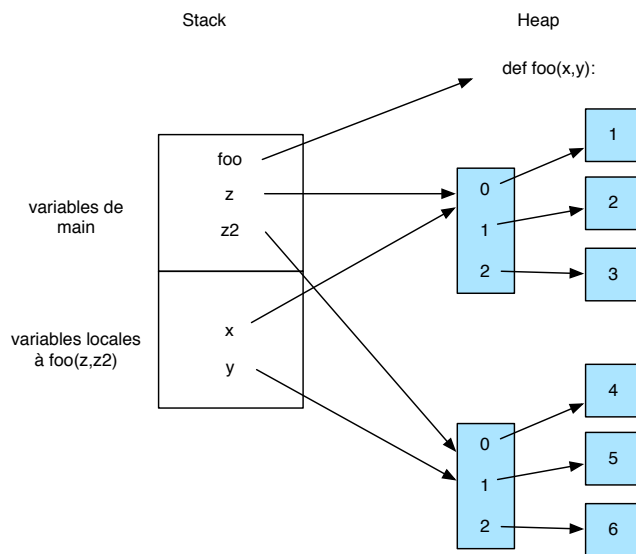 Stack
Heap
def foo(x,y):
foo
z
z2
variables de
main
x
y
variables locales
à foo(z,z2)
0
1
2
1
2
3
0
1
2
4
5
6